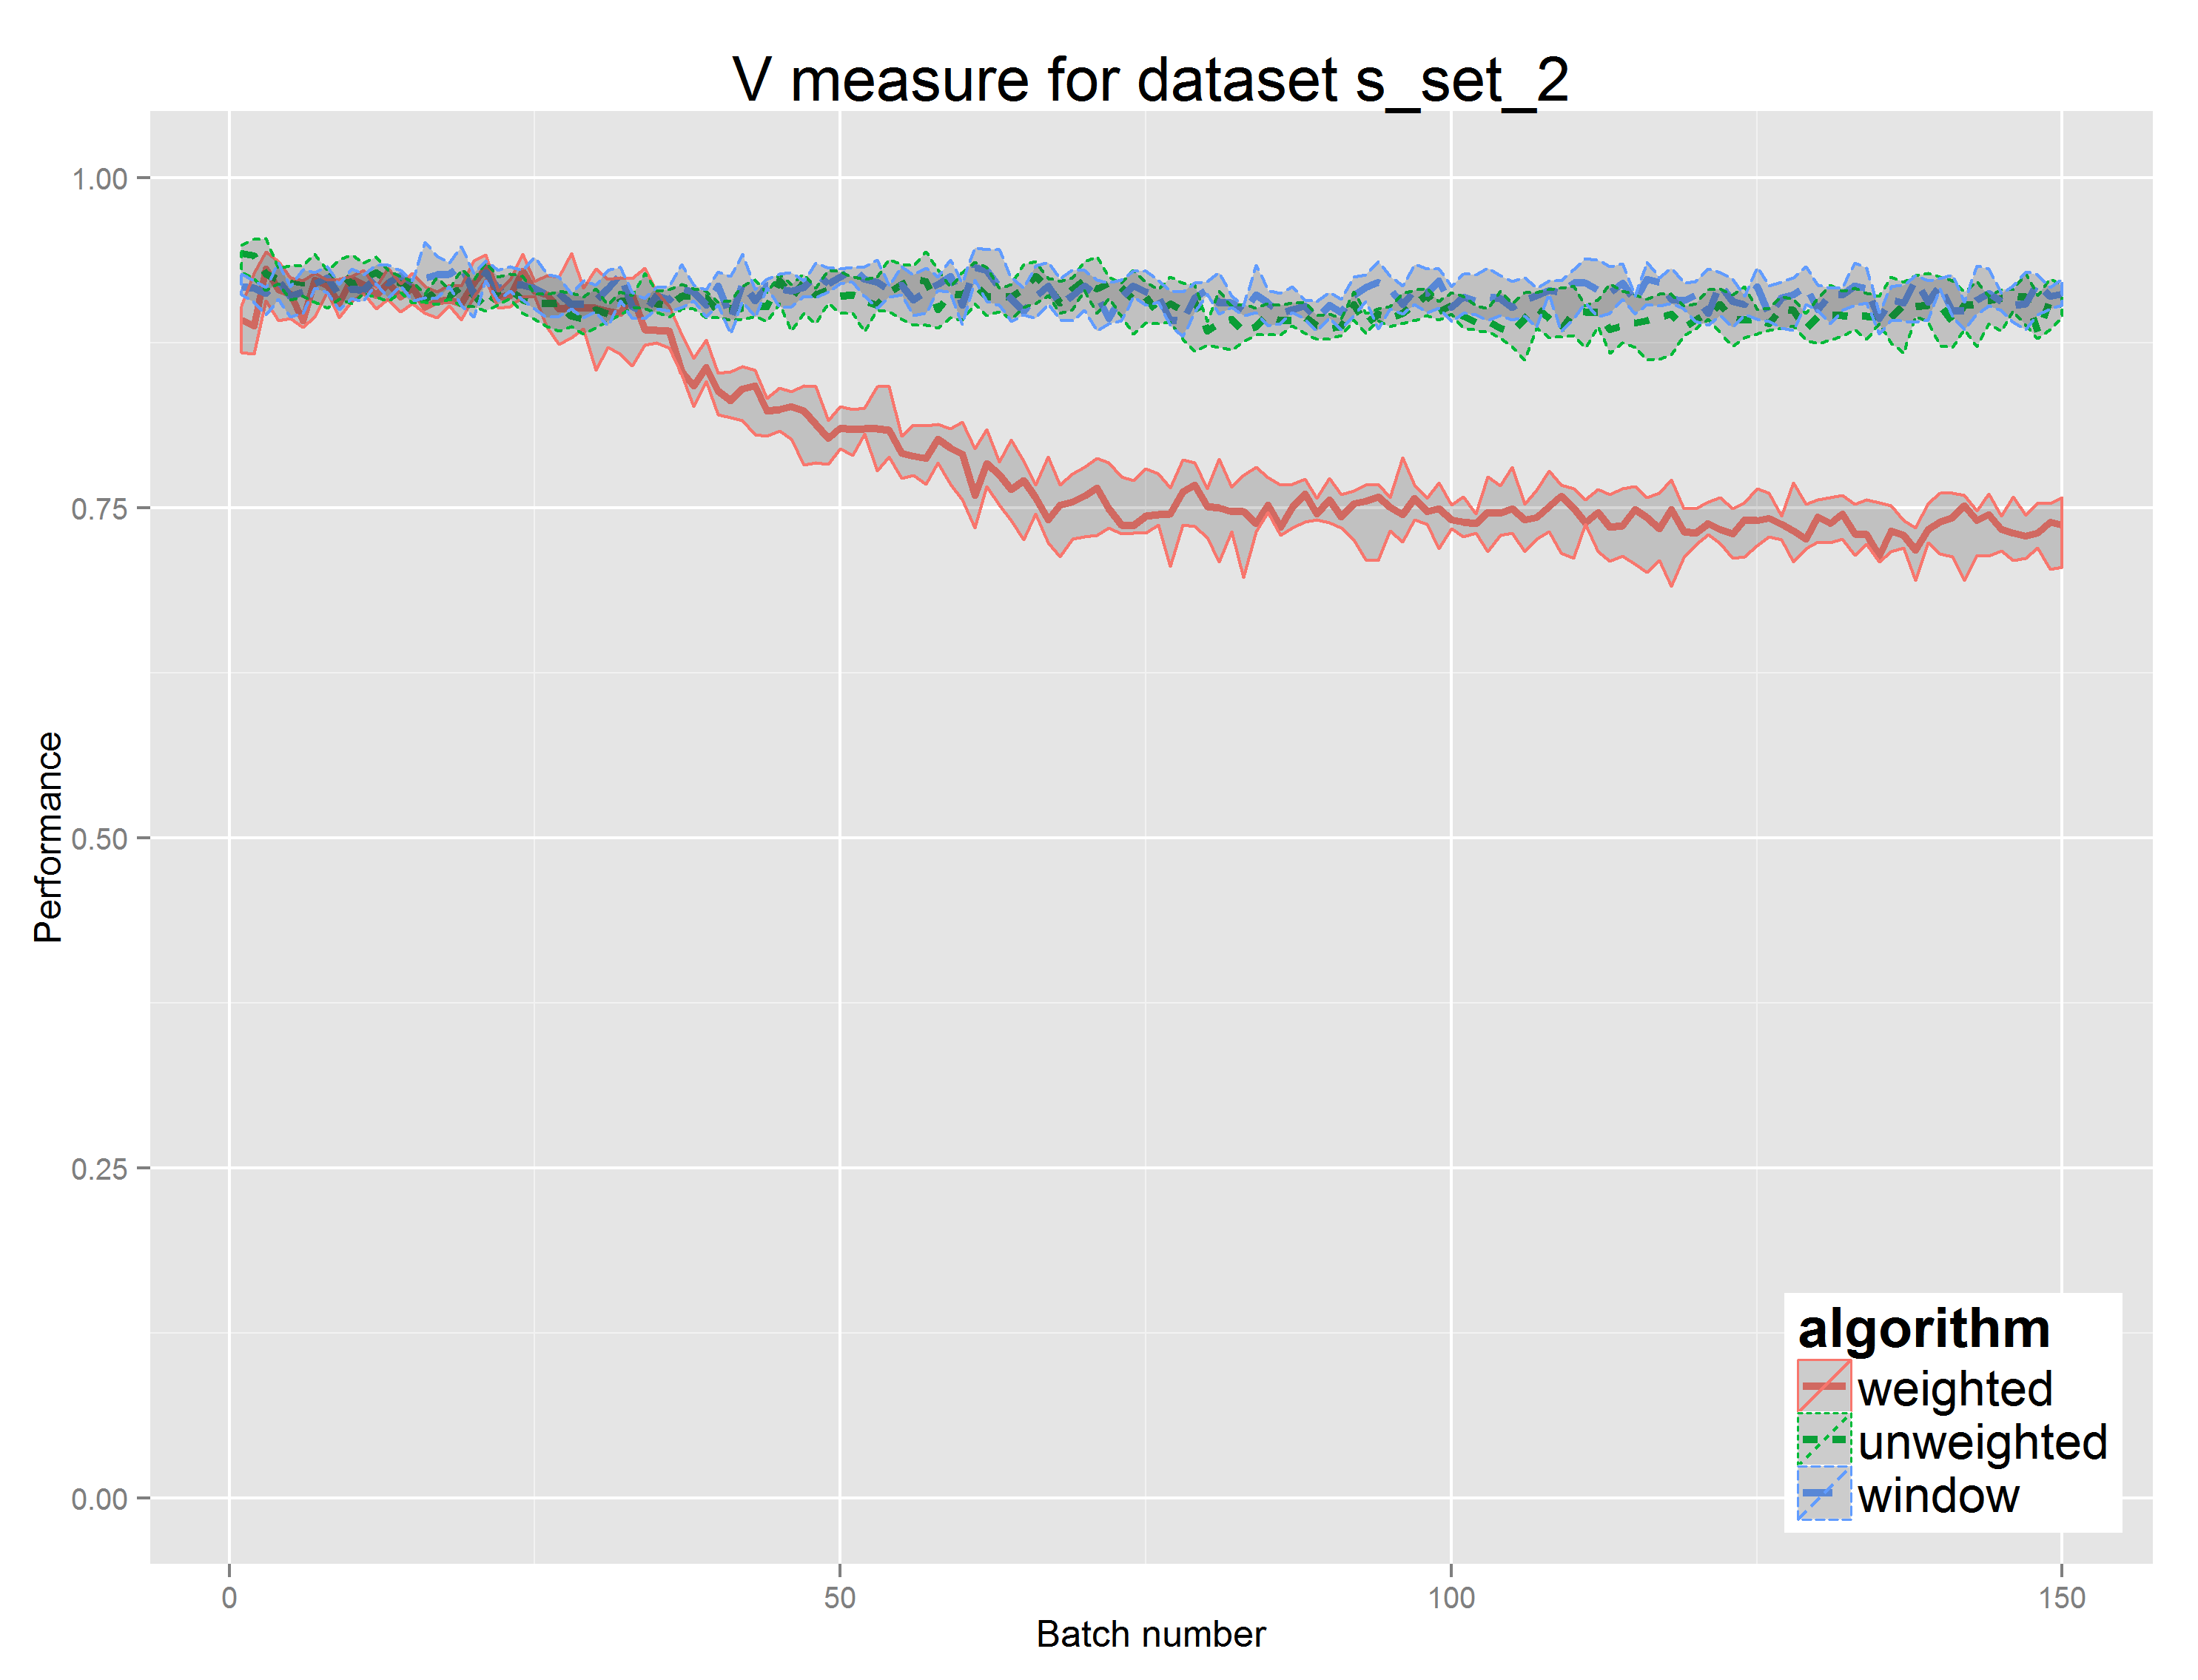 V measure for dataset s_set_2
1.00
0.75
0.50
0.25
0.00
Performance
0
50
100
150
Batch number
algorithm
weighted
unweighted
window